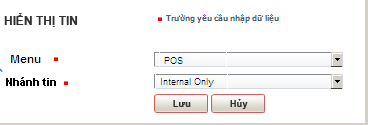 HIỂN THỊ TIN
Trường yêu cầu nhập dữ liệu
Menu
POS
Nhánh tin
Internal Only
Lưu Hủy